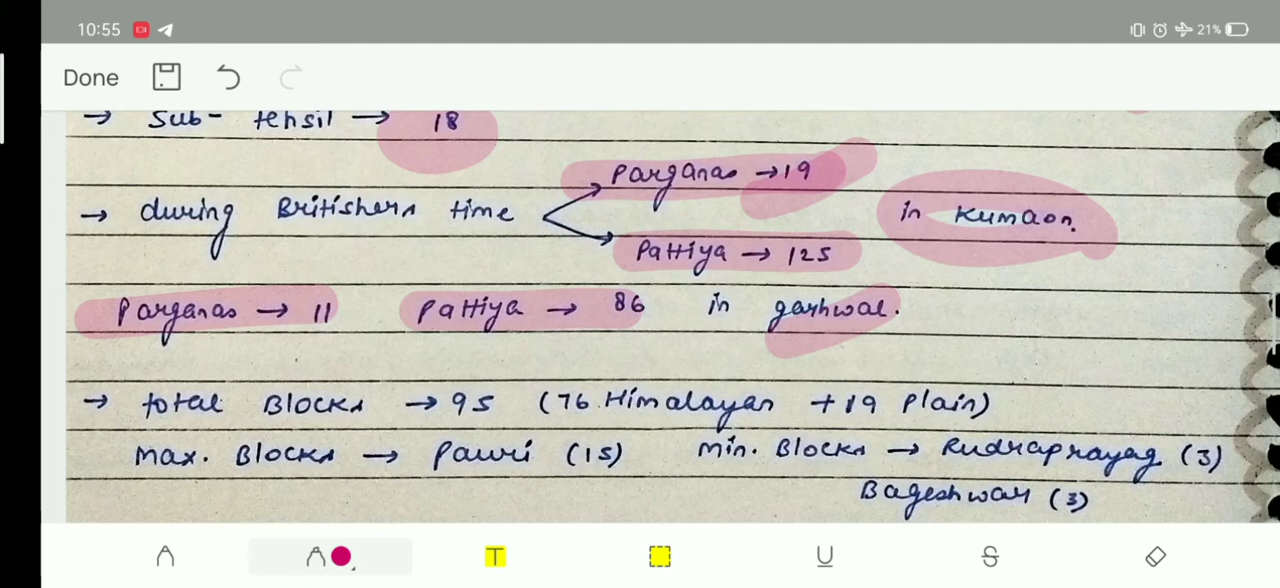 10:55 21%
Done
→ Sub- tehsil → 18
Parganas → 19
→ during Britishers time in Kumaon.
Pattiya → 125
Parganas → 11 Pattiya → 86 in garhwal.
→ total Blocks → 95 (76 Himalayan + 19 Plain)
Max. Blocks → Pauri (15) Min. Blocks → Rudraprayag (3)
Bageshwar (3)
T U S